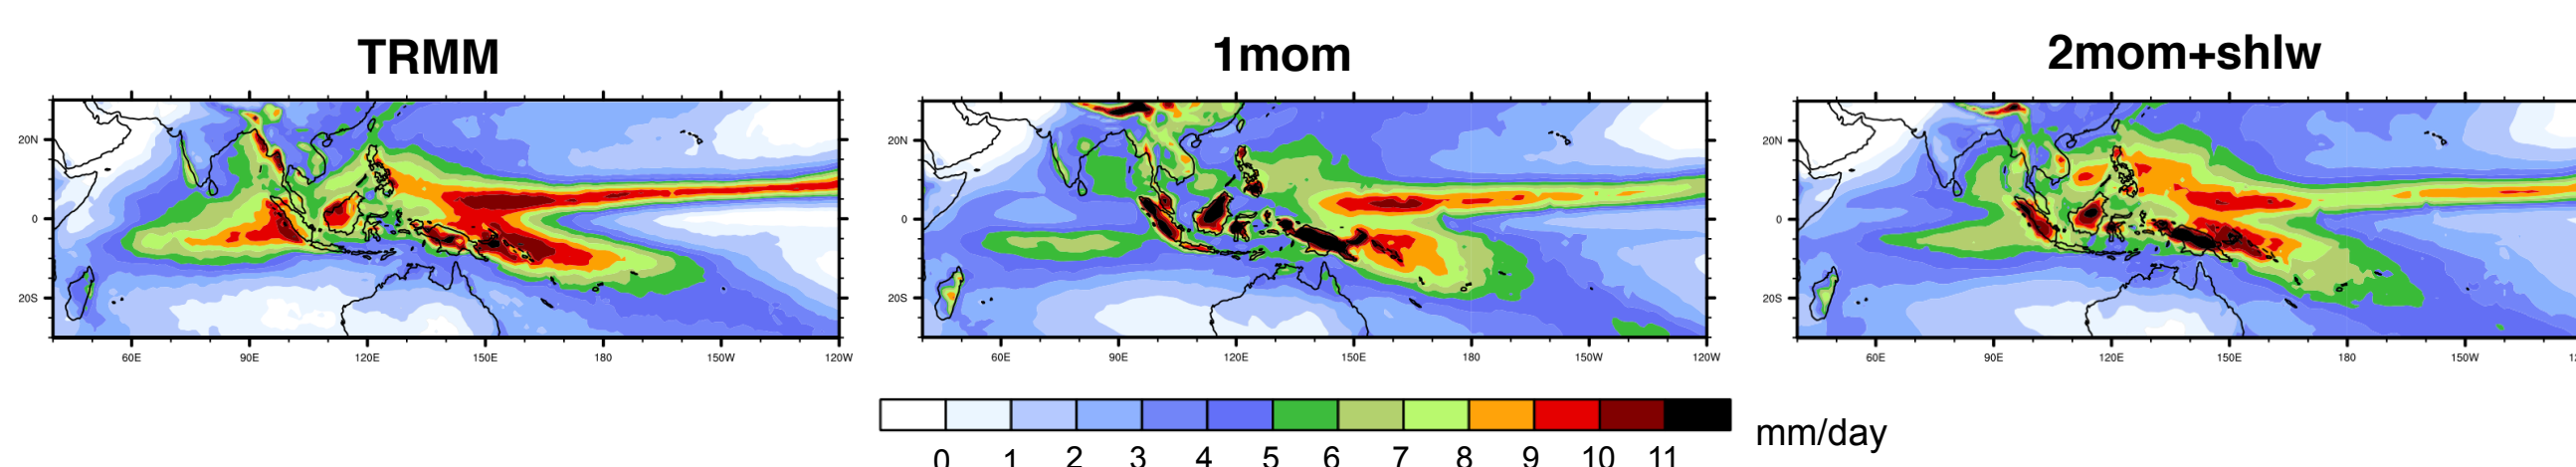 TRMM 1mom 2mom+shlw
20N 20N 20N
0 0 0
20S 20S 20S
60E 90E 120E 150E 180 150W 120W 60E 90E 120E 150E 180 150W 120W 60E 90E 120E 150E 180 150W
0 1 2 3 4 5 6 7 8 9 10 11 mm/day